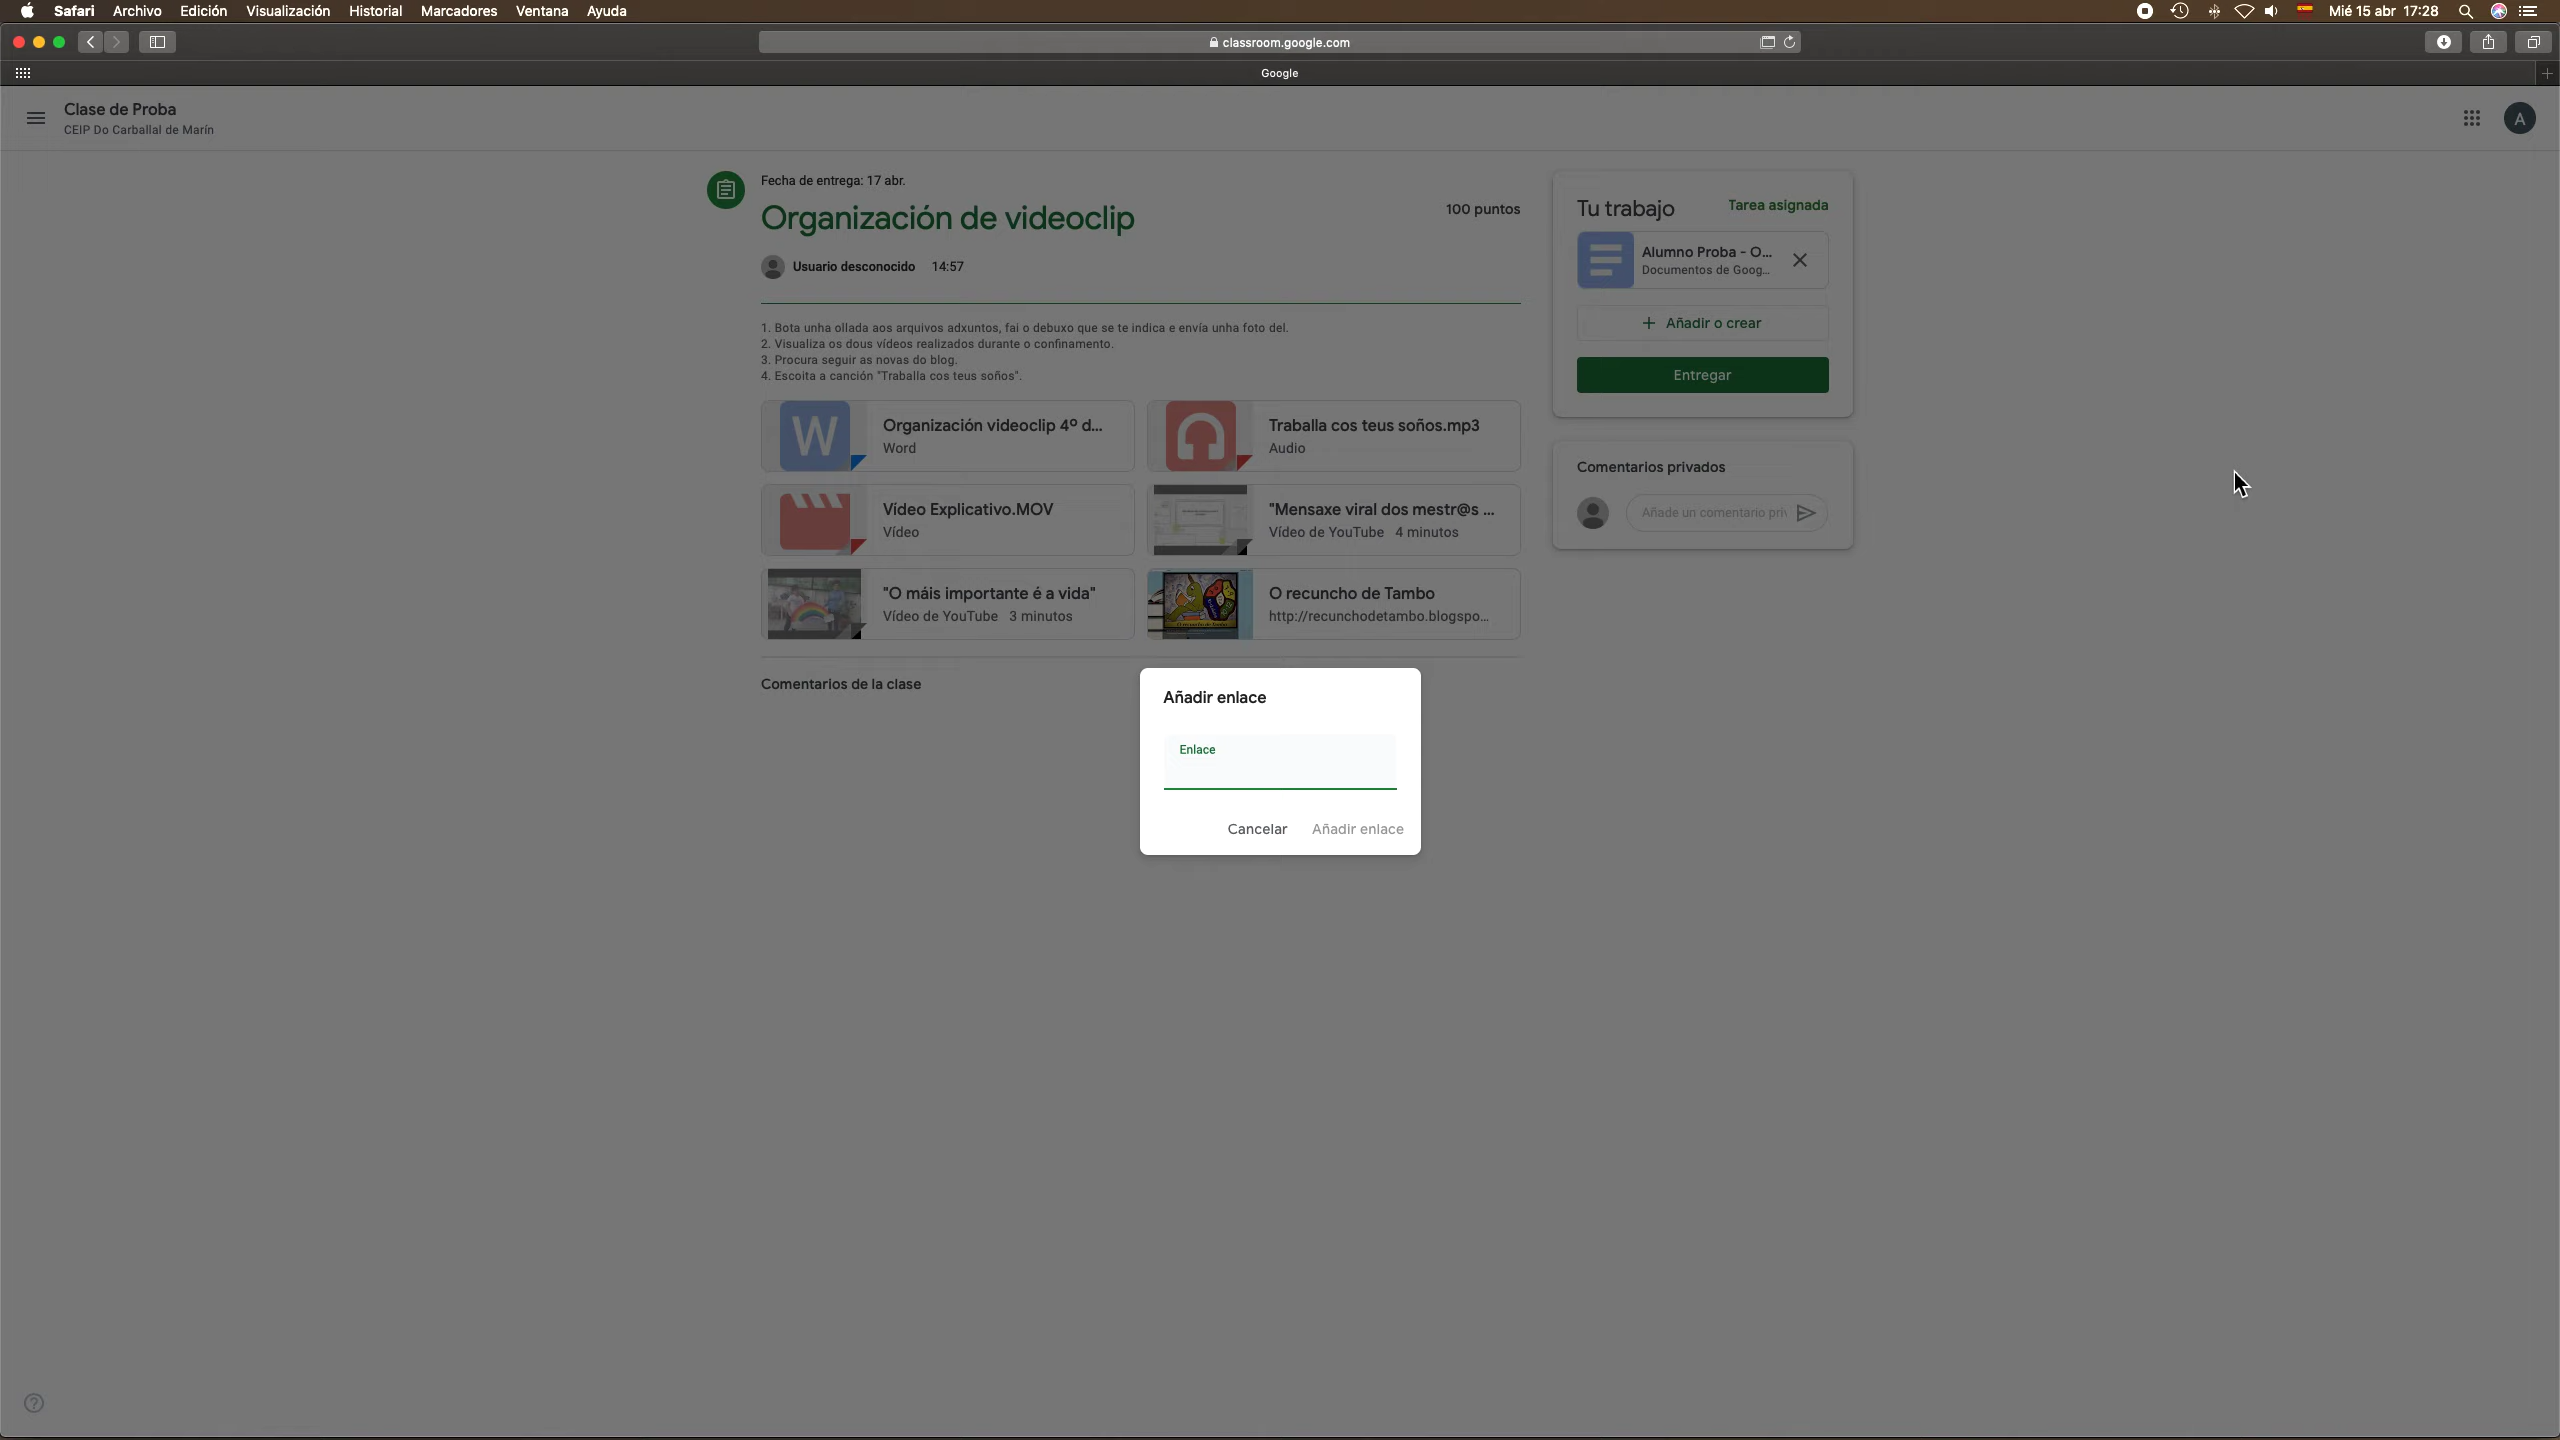 Safari Archivo Edición Visualización Historial Marcadores Ventana Ayuda
Mié 15 abr 17:28
classroom.google.com
Google
Clase de Proba
CEIP Do Carballal de Marín
A
Fecha de entrega: 17 abr.
Organización de videoclip
100 puntos
Usuario desconocido 14:57
1. Bota unha ollada aos arquivos adxuntos, fai o debuxo que se te indica e envía unha foto del.
2. Visualiza os dous vídeos realizados durante o confinamento.
3. Procura seguir as novas do blog.
4. Escoita a canción "Traballa cos teus soños".
W
Organización videoclip 4º d...
Word
Traballa cos teus soños.mp3
Audio
Vídeo Explicativo.MOV
Vídeo
"Mensaxe viral dos mestr@s ...
Vídeo de YouTube 4 minutos
"O máis importante é a vida"
Vídeo de YouTube 3 minutos
O recuncho de Tambo
http://recunchodetambo.blogspo...
Comentarios de la clase
Tu trabajo
Tarea asignada
Alumno Proba - O...
Documentos de Goog...
+ Añadir o crear
Entregar
Comentarios privados
Añade un comentario priv
Añadir enlace
Enlace
Cancelar Añadir enlace